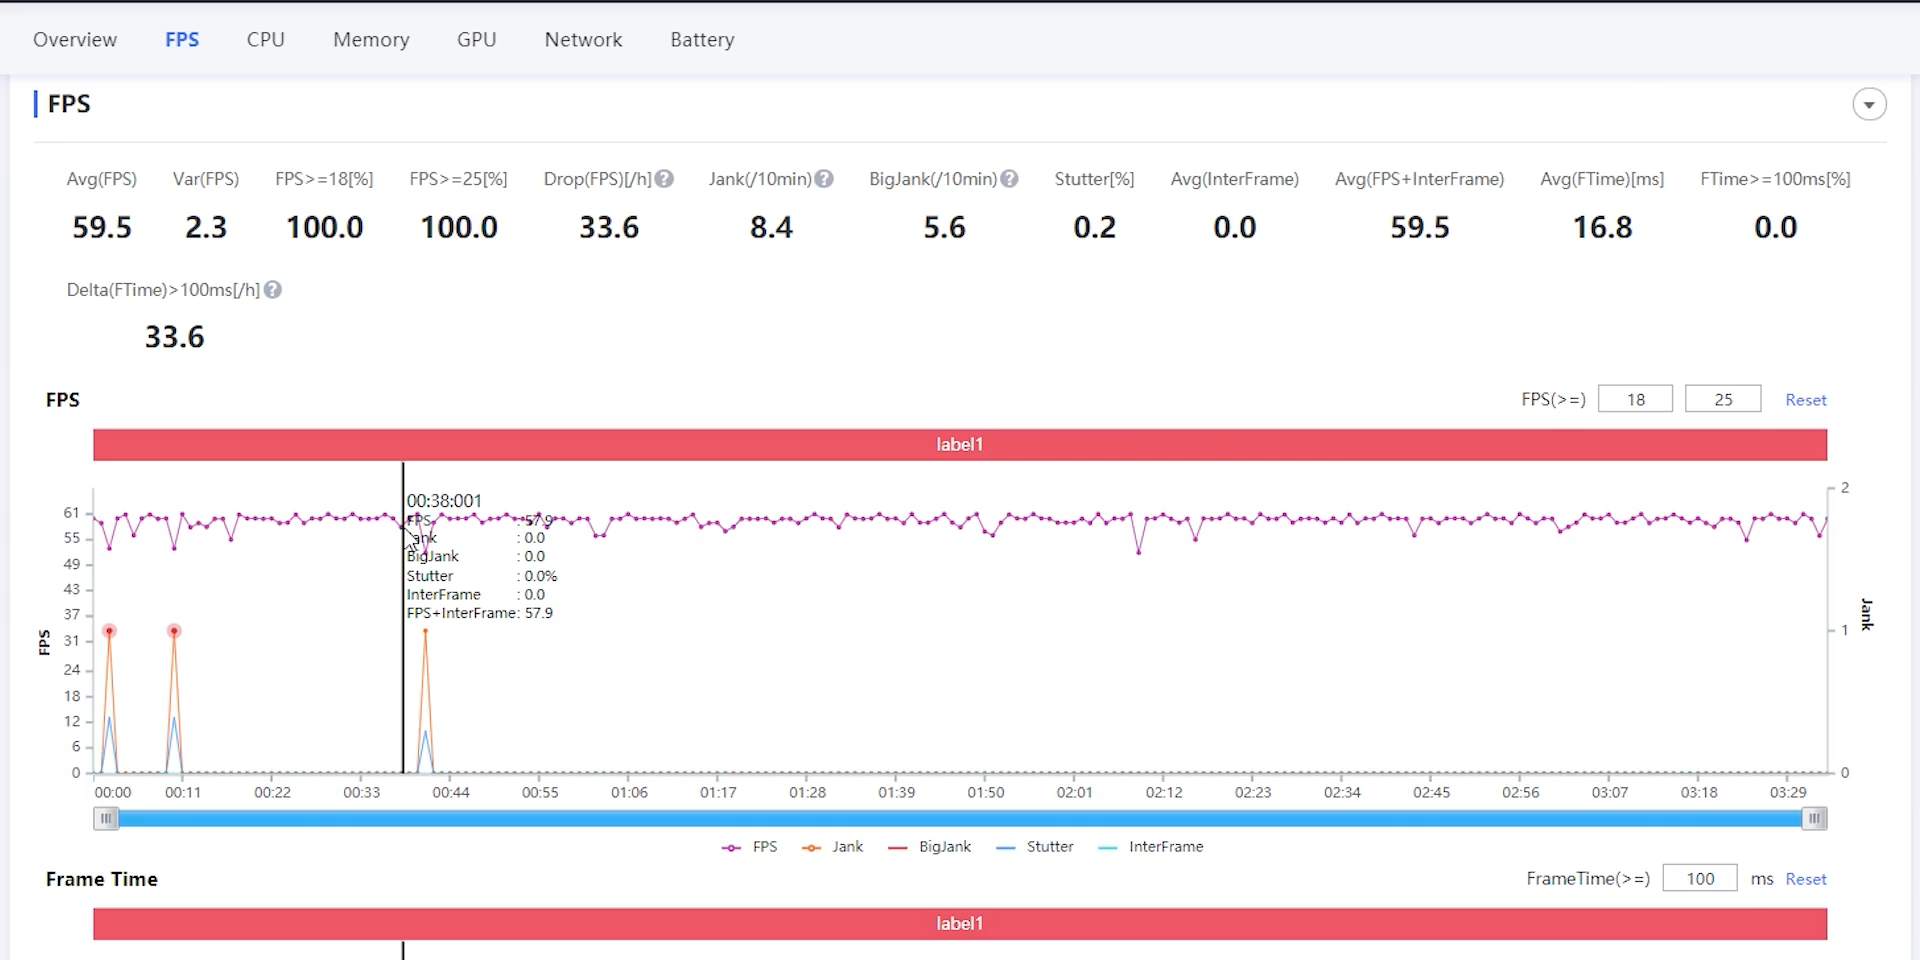 Overview FPS CPU Memory GPU Network Battery
FPS
Avg(FPS) Var(FPS) FPS>=18[%] FPS>=25[%] Drop(FPS)[/h] ? Jank(/10min) ? BigJank(/10min) ? Stutter[%] Avg(InterFrame) Avg(FPS+InterFrame) Avg(FTime)[ms] FTime>=100ms[%]
59.5 2.3 100.0 100.0 33.6 8.4 5.6 0.2 0.0 59.5 16.8 0.0
Delta(FTime)>100ms[/h] ?
33.6
FPS FPS(>=) 18 25 Reset
label1
00:38:001
FPS : 57.9
Jank : 0.0
BigJank : 0.0
Stutter : 0.0%
InterFrame : 0.0
FPS+InterFrame: 57.9
61
55
49
43
37
31
24
18
12
6
0
FPS
2
1
0
Jank
00:00 00:11 00:22 00:33 00:44 00:55 01:06 01:17 01:28 01:39 01:50 02:01 02:12 02:23 02:34 02:45 02:56 03:07 03:18 03:29
FPS Jank BigJank Stutter InterFrame
Frame Time FrameTime(>=) 100 ms Reset
label1